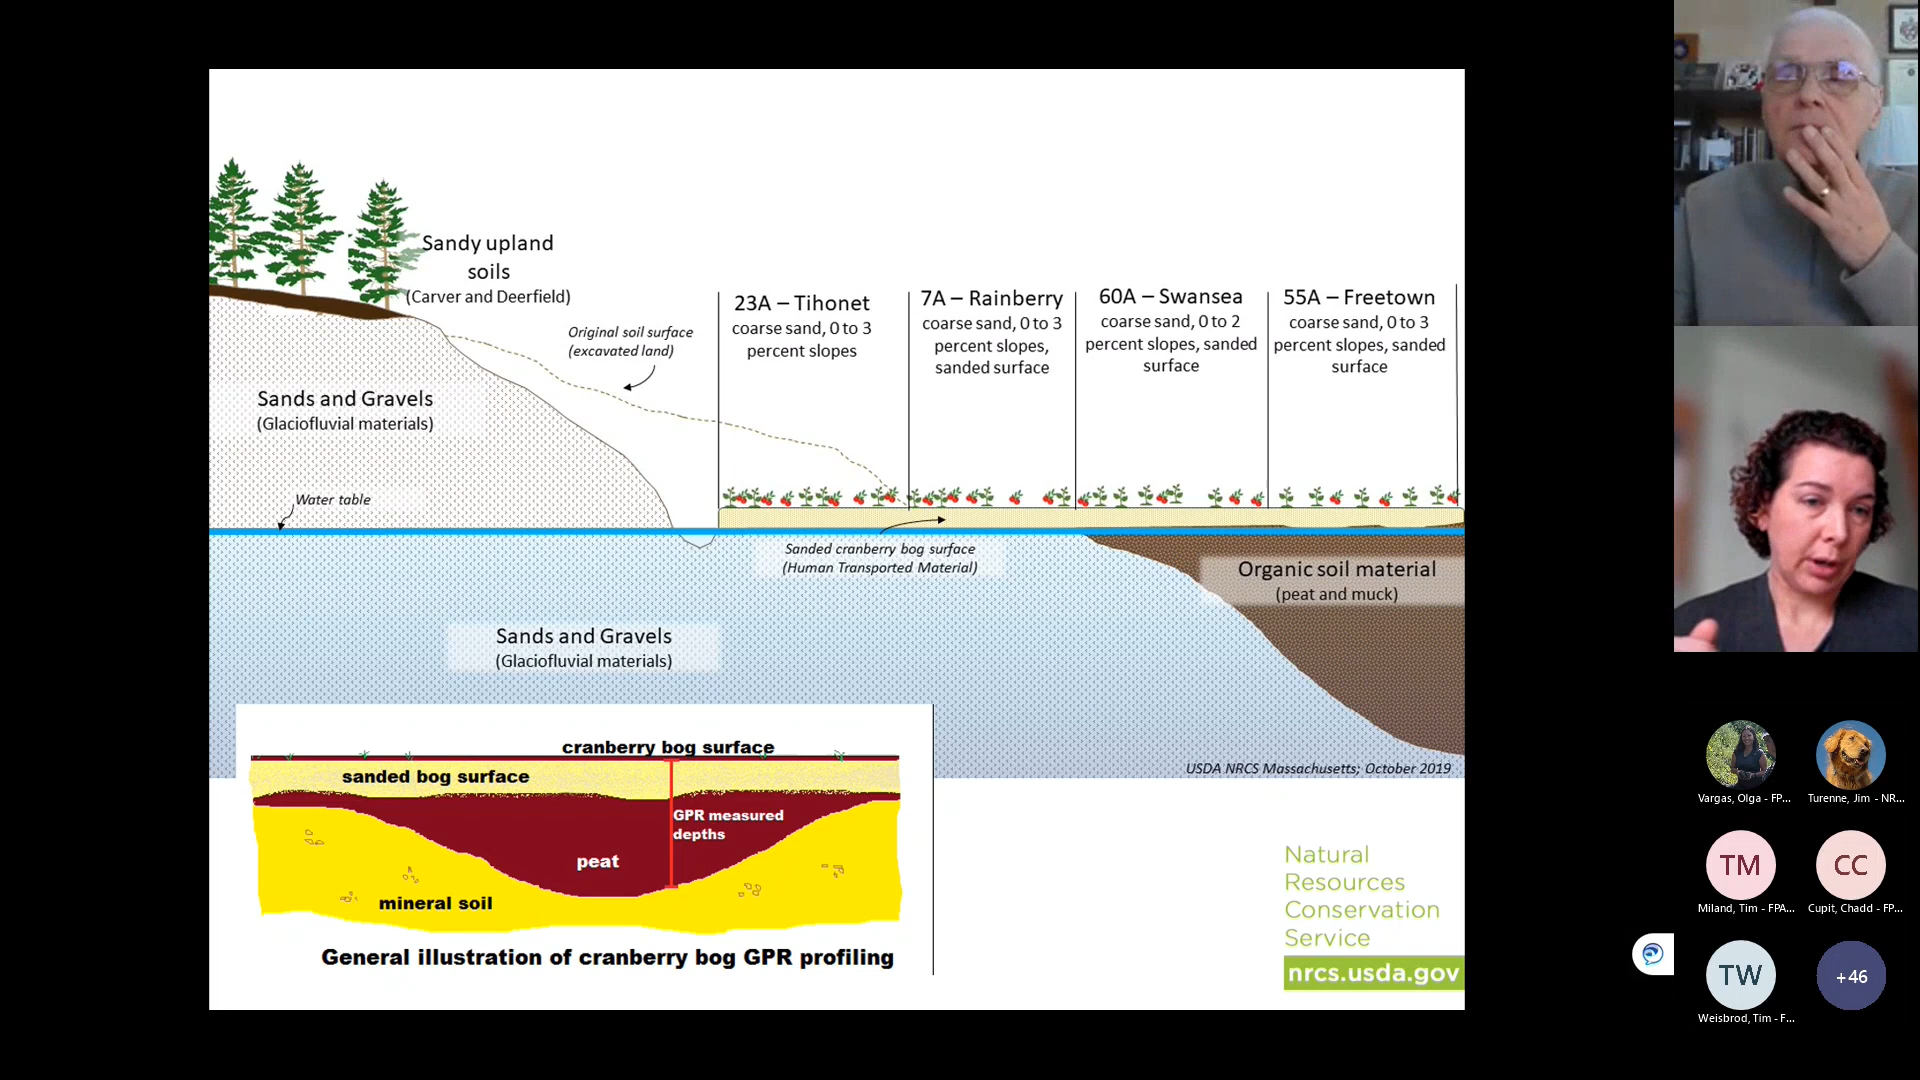 Sandy upland
soils
(Carver and Deerfield)
Original soil surface
(excavated land)
23A – Tihonet
coarse sand, 0 to 3
percent slopes
7A – Rainberry
coarse sand, 0 to 3
percent slopes,
sanded surface
60A – Swansea
coarse sand, 0 to 2
percent slopes, sanded
surface
55A – Freetown
coarse sand, 0 to 3
percent slopes, sanded
surface
Sands and Gravels
(Glaciofluvial materials)
Water table
Sanded cranberry bog surface
(Human Transported Material)
Organic soil material
(peat and muck)
Sands and Gravels
(Glaciofluvial materials)
USDA NRCS Massachusetts; October 2019
cranberry bog surface
sanded bog surface
GPR measured
depths
peat
mineral soil
General illustration of cranberry bog GPR profiling
Natural
Resources
Conservation
Service
nrcs.usda.gov
Vargas, Olga - FP...
Turenne, Jim - NR...
TM
CC
Miland, Tim - FPA...
Cupit, Chadd - FP...
TW
+46
Weisbrod, Tim - F...